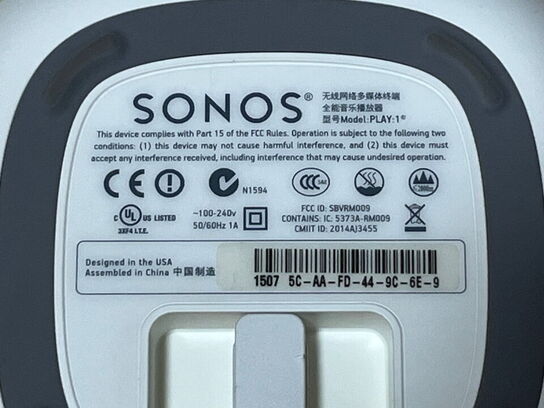 SONOS®
无线网络多媒体终端
全能音乐播放器
型号Model:PLAY:1
This device complies with Part 15 of the FCC Rules. Operation is subject to the following two
conditions: (1) this device may not cause harmful interference, and (2) this device must
accept any interference received, including interference that may cause undesired operation.
CE N1594 CCC
c UL US LISTED
3XF4 I.T.E.
~100-240v
50/60Hz 1A
FCC ID: SBVRM009
CONTAINS: IC: 5373A-RM009
CMIIT ID: 2014AJ3455
Designed in the USA
Assembled in China 中国制造
1507 5C-AA-FD-44-9C-6E-9